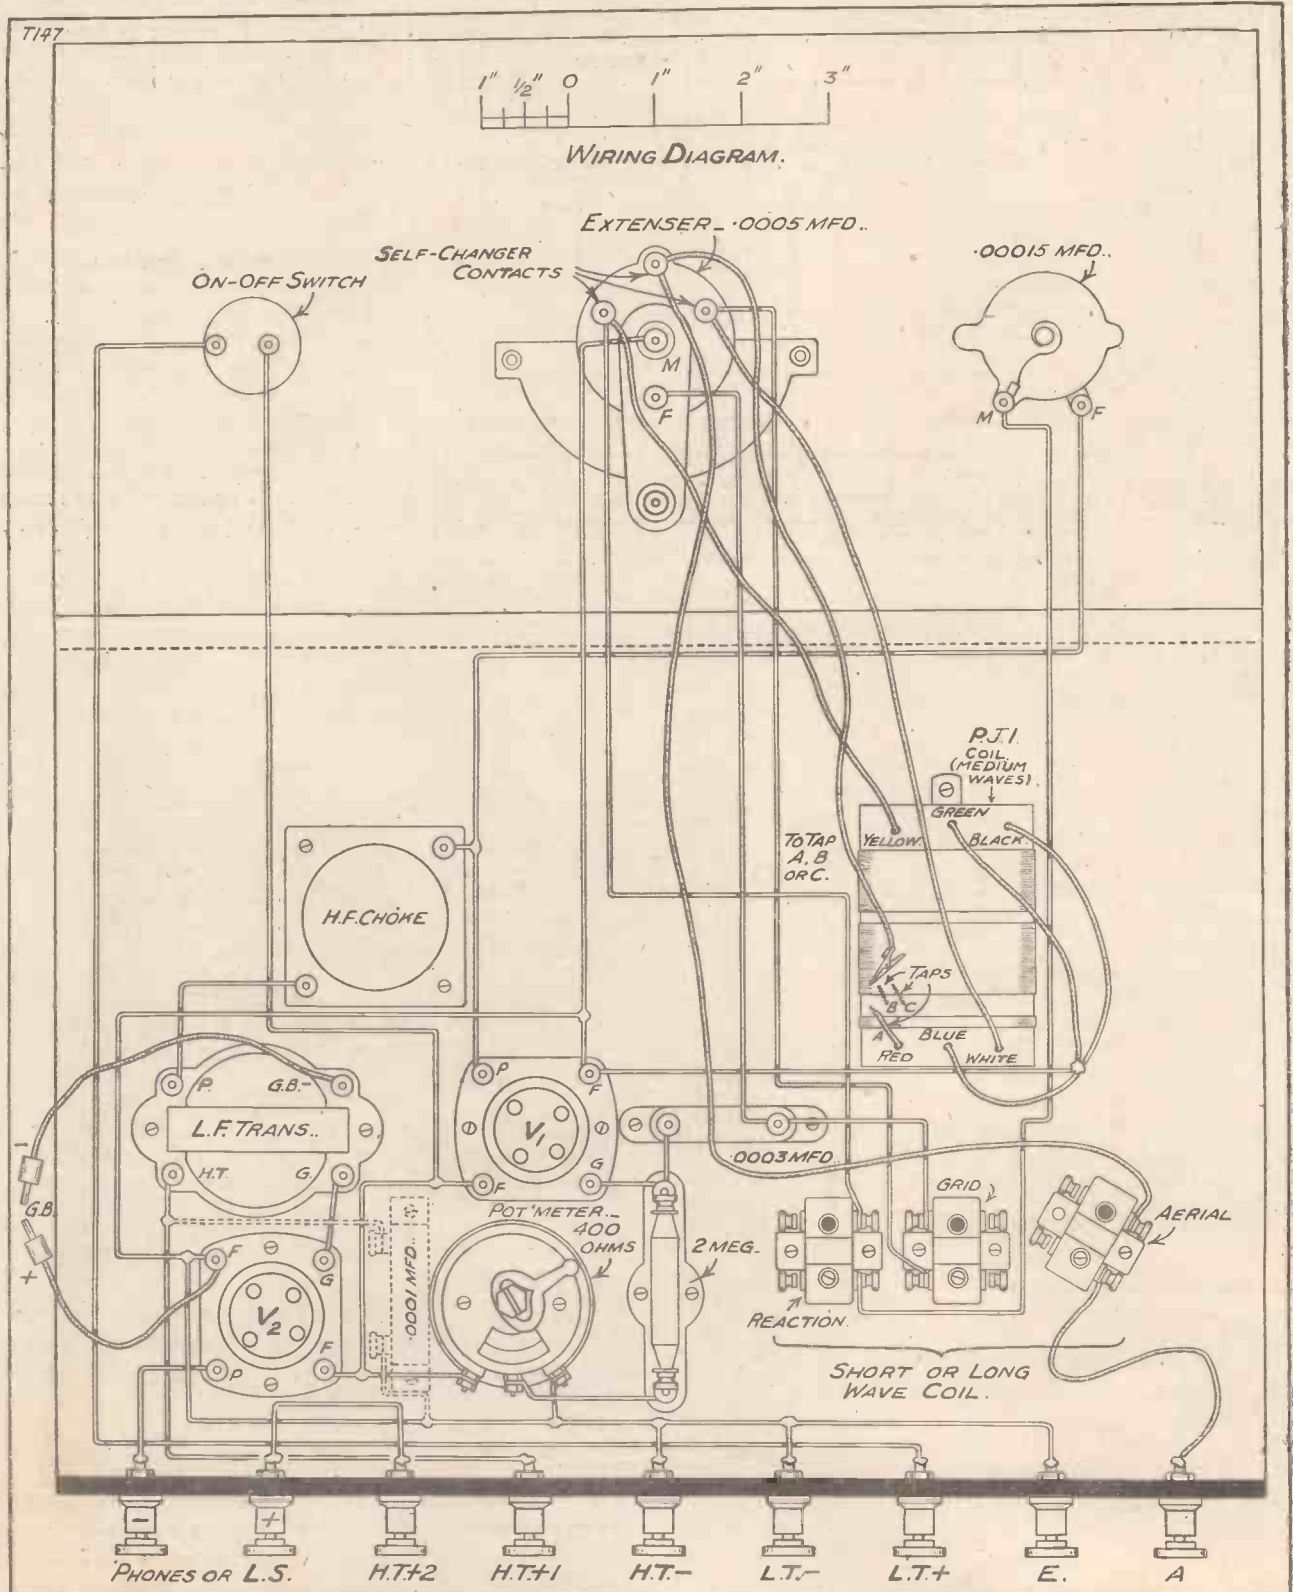 T147
1" ½" 0 1" 2" 3"
WIRING DIAGRAM.
EXTENSER_ .0005 MFD..
SELF-CHANGER
CONTACTS
.00015 MFD..
ON-OFF SWITCH
M
F
M
F
P.J.1.
COIL
(MEDIUM
WAVES).
GREEN
YELLOW.
BLACK.
TO TAP
A, B
OR C.
H.F. CHOKE
TAPS
B C
A
RED
BLUE
WHITE
P.
G.B.-
L.F. TRANS..
H.T.
G.
P
F
V1
F
G
.0003 MFD
-
G.B.
+
POT'METER._
400
OHMS
GRID
AERIAL
2 MEG._
.0001 MFD..
F
G
V2
P
F
REACTION.
SHORT OR LONG
WAVE COIL.
- +
PHONES OR L.S. H.T.+2 H.T.+1 H.T.- L.T.- L.T.+ E. A